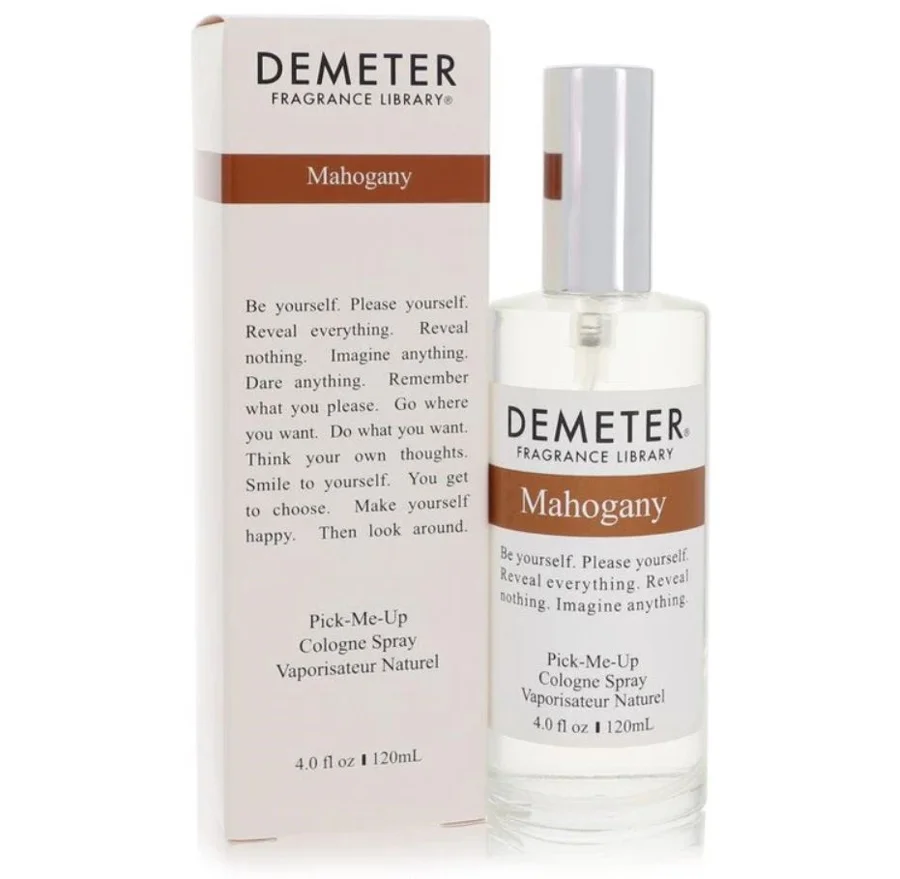 DEMETER
FRAGRANCE LIBRARY®
Mahogany
Be yourself. Please yourself.
Reveal everything. Reveal
nothing. Imagine anything.
Dare anything. Remember
what you please. Go where
you want. Do what you want.
Think your own thoughts.
Smile to yourself. You get
to choose. Make yourself
happy. Then look around.
Pick-Me-Up
Cologne Spray
Vaporisateur Naturel
4.0 fl oz ❚ 120mL
DEMETER®
FRAGRANCE LIBRARY
Mahogany
Be yourself. Please yourself.
Reveal everything. Reveal
nothing. Imagine anything.
Pick-Me-Up
Cologne Spray
Vaporisateur Naturel
4.0 fl oz ❚ 120mL